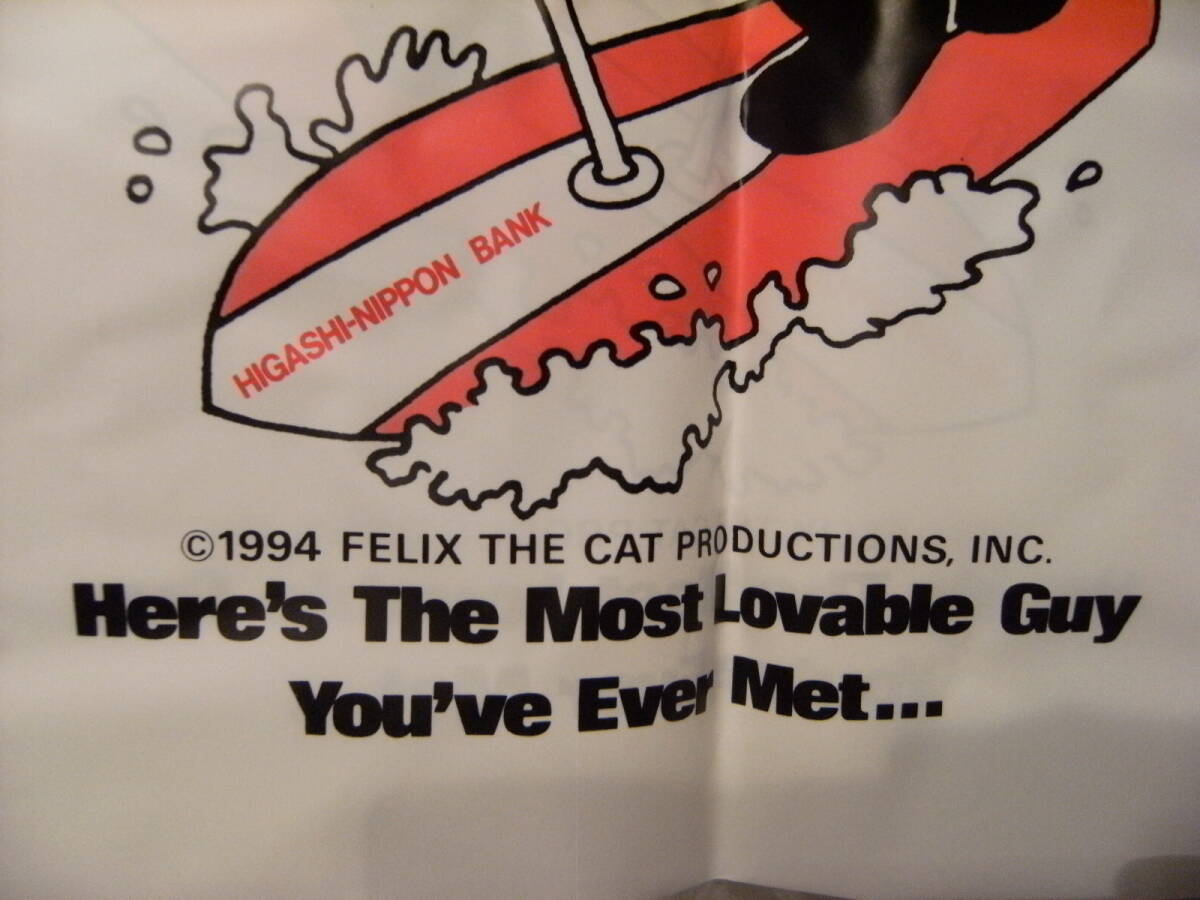 HIGASHI-NIPPON BANK
©1994 FELIX THE CAT PRODUCTIONS, INC.
Here's The Most Lovable Guy
You've Ever Met...